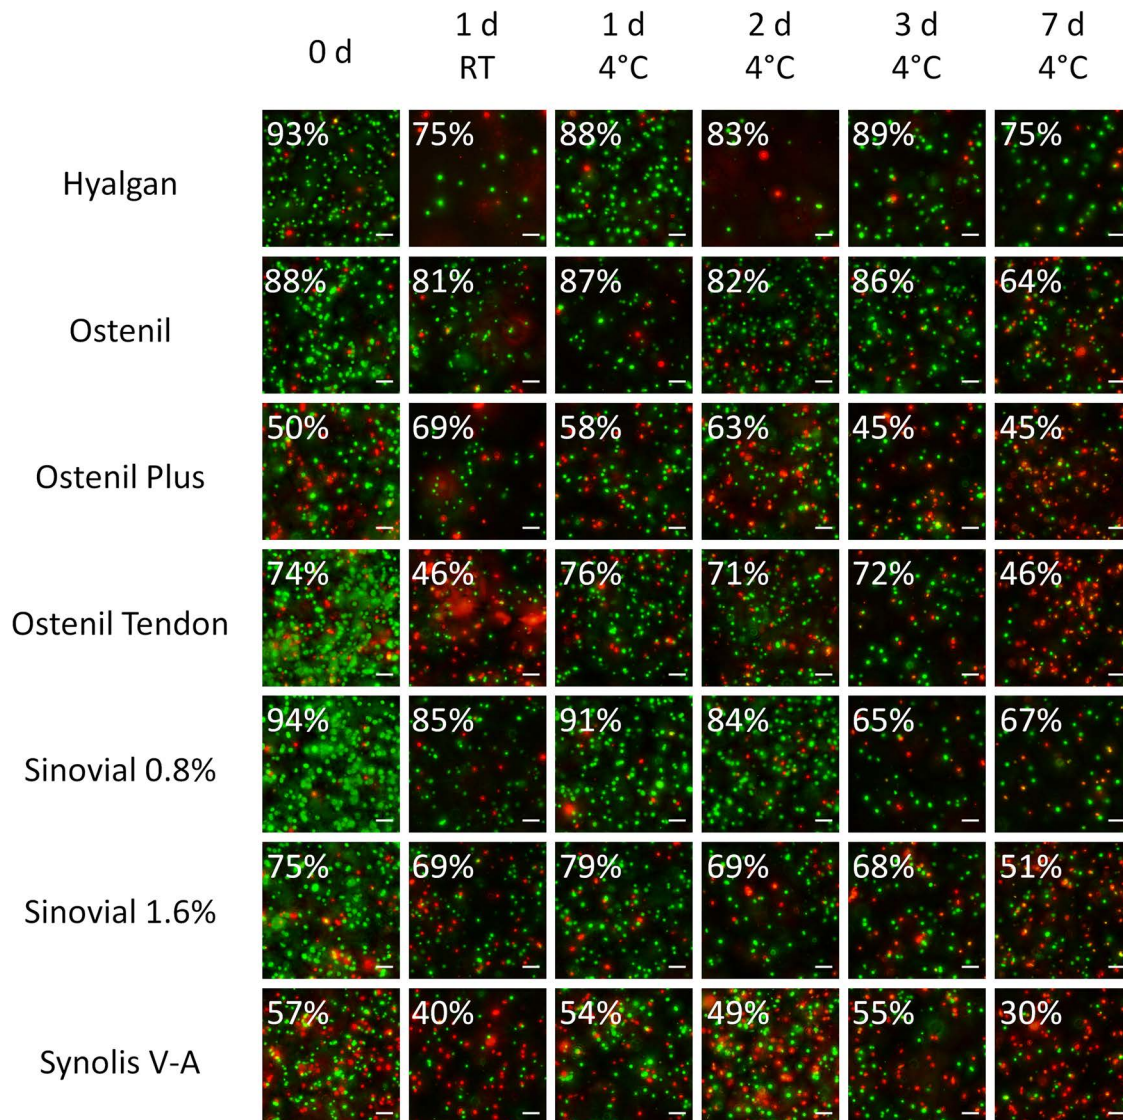 0 d
1 d
RT
1 d
4°C
2 d
4°C
3 d
4°C
7 d
4°C
Hyalgan
93% 75% 88% 83% 89% 75%
Ostenil
88% 81% 87% 82% 86% 64%
Ostenil Plus
50% 69% 58% 63% 45% 45%
Ostenil Tendon
74% 46% 76% 71% 72% 46%
Sinovial 0.8%
94% 85% 91% 84% 65% 67%
Sinovial 1.6%
75% 69% 79% 69% 68% 51%
Synolis V-A
57% 40% 54% 49% 55% 30%